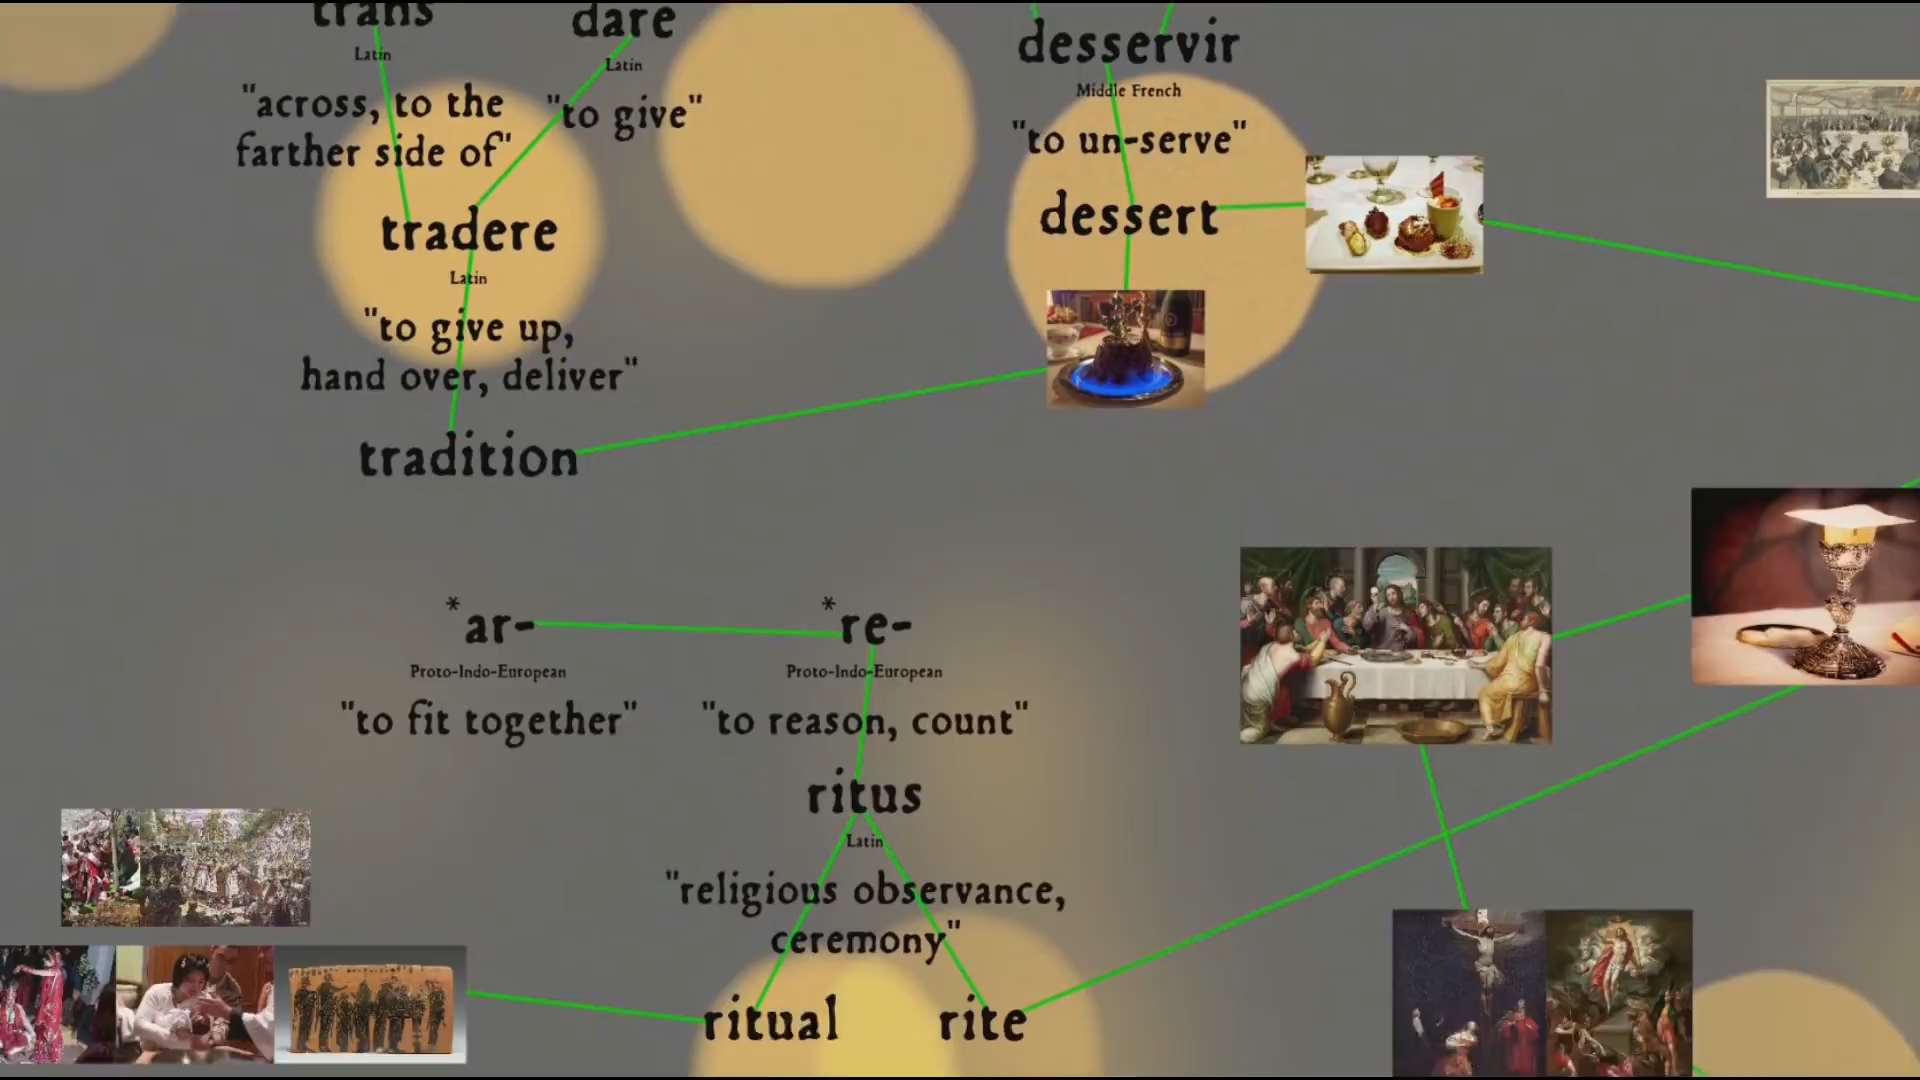 trans
Latin
"across, to the
farther side of"
dare
Latin
"to give"
tradere
Latin
"to give up,
hand over, deliver"
tradition
desservir
Middle French
"to un-serve"
dessert
*ar-
Proto-Indo-European
"to fit together"
*re-
Proto-Indo-European
"to reason, count"
ritus
Latin
"religious observance,
ceremony"
ritual
rite